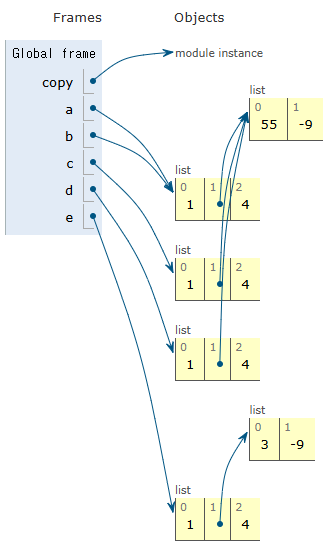 Frames Objects
Global frame
copy
module instance
a
b
c
d
e
list
0 1
55 -9
list
0 1 2
1 4
list
0 1 2
1 4
list
0 1 2
1 4
list
0 1
3 -9
list
0 1 2
1 4